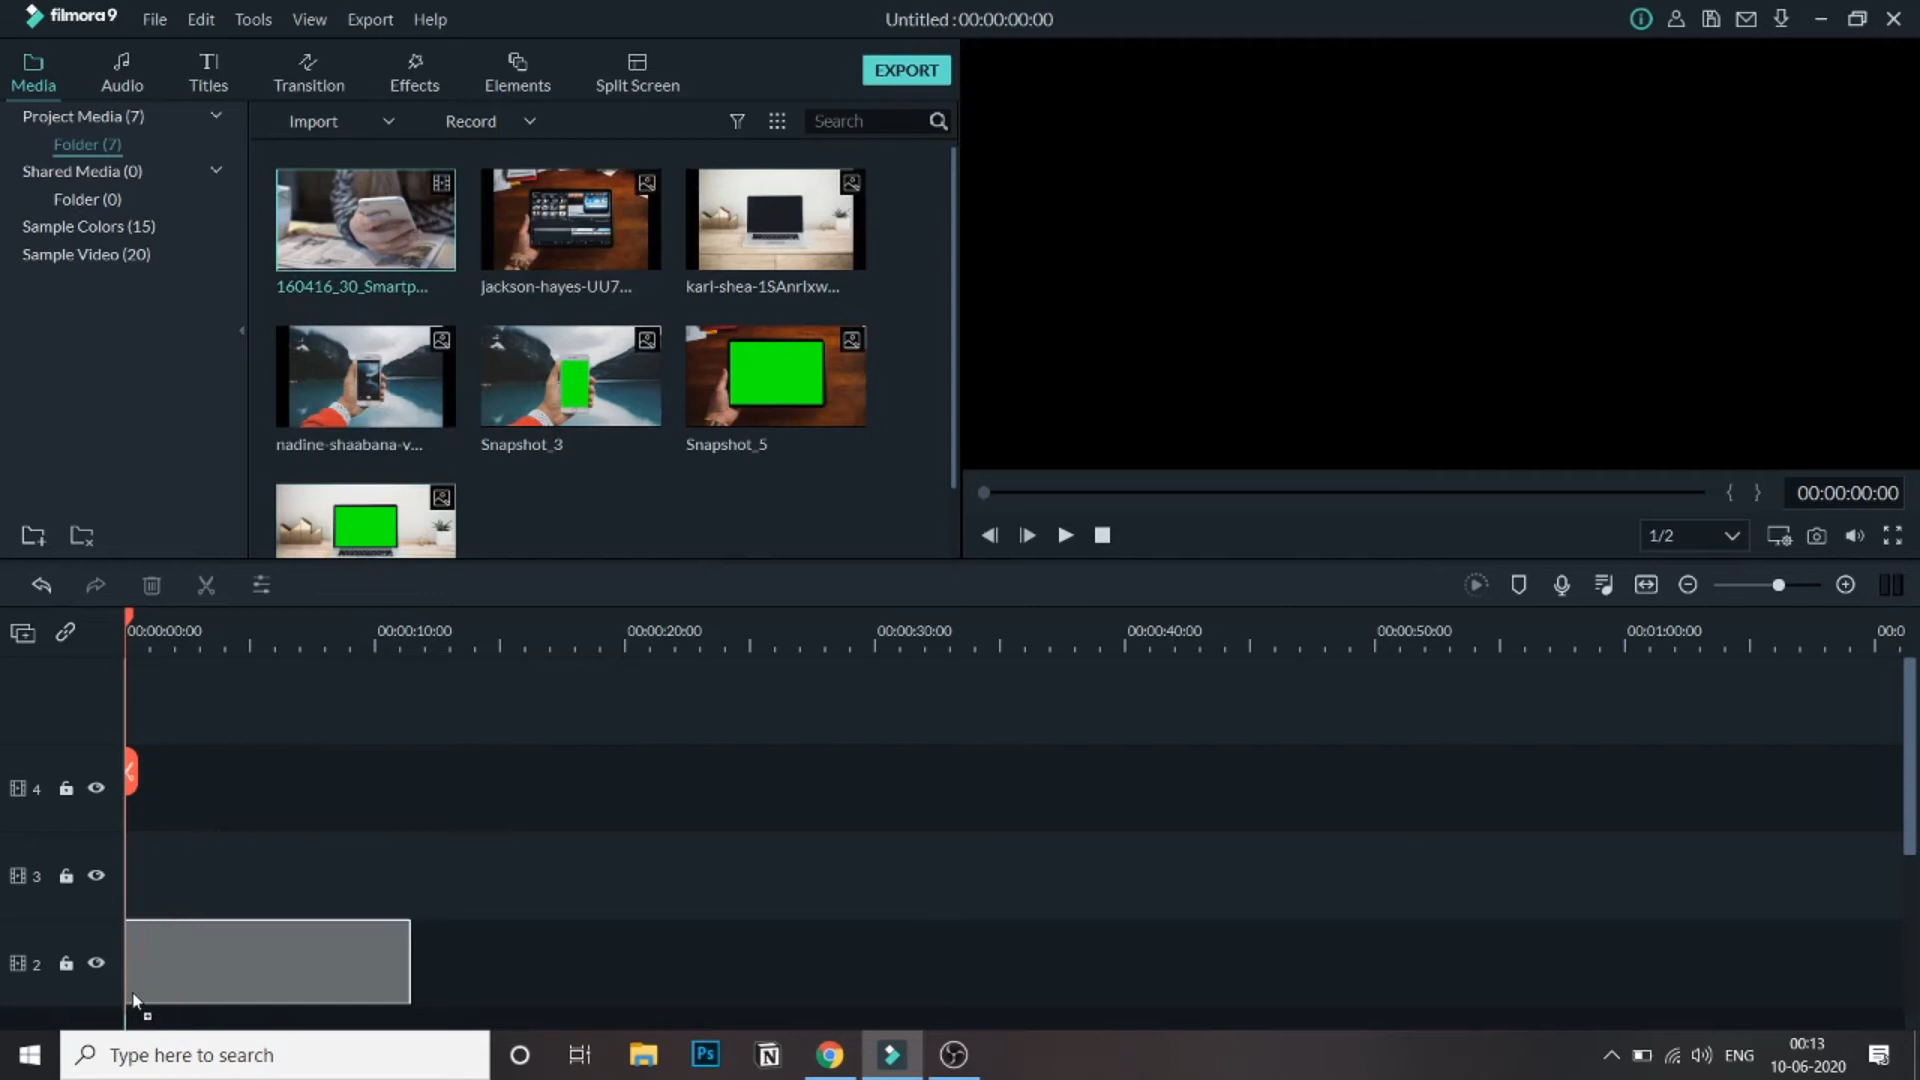 filmora9 File Edit Tools View Export Help Untitled : 00:00:00:00
Media Audio Titles Transition Effects Elements Split Screen EXPORT
Project Media (7) Import Record Search
Folder (7)
Shared Media (0)
Folder (0)
Sample Colors (15)
Sample Video (20)
160416_30_Smartp... jackson-hayes-UU7... karl-shea-1SAnrIxw...
nadine-shaabana-v... Snapshot_3 Snapshot_5
{ } 00:00:00:00
1/2
00:00:00:00 00:00:10:00 00:00:20:00 00:00:30:00 00:00:40:00 00:00:50:00 00:01:00:00 00:0
4
3
2
Type here to search Ps N ENG 00:13
10-06-2020